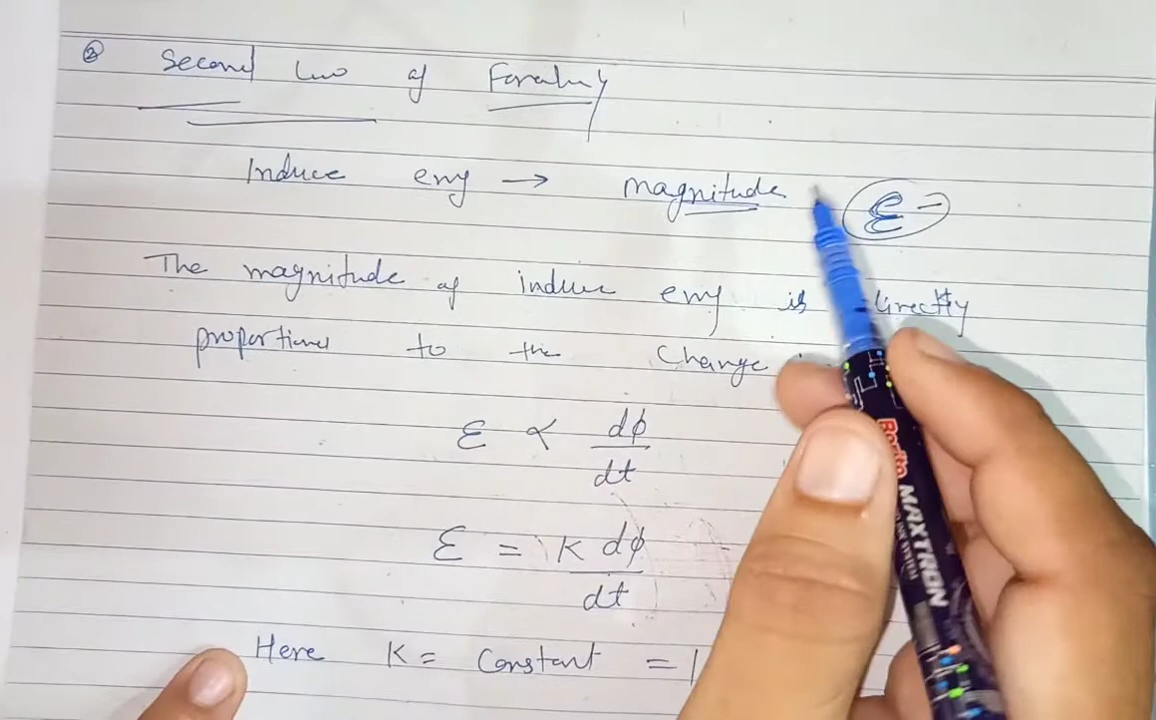 ② Second Law of Faraday
Induce emf → magnitude ε =
The magnitude of induce emf is directly
proportional to the Change
ε ∝ dφ/dt
ε = K dφ/dt
Here K = Constant = 1
MAXTRON